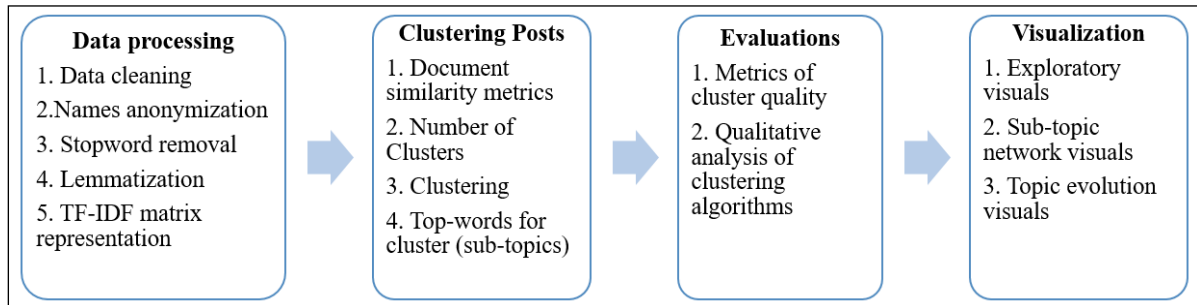 Data processing
1. Data cleaning
2.Names anonymization
3. Stopword removal
4. Lemmatization
5. TF-IDF matrix
representation
Clustering Posts
1. Document
similarity metrics
2. Number of
Clusters
3. Clustering
4. Top-words for
cluster (sub-topics)
Evaluations
1. Metrics of
cluster quality
2. Qualitative
analysis of
clustering
algorithms
Visualization
1. Exploratory
visuals
2. Sub-topic
network visuals
3. Topic evolution
visuals